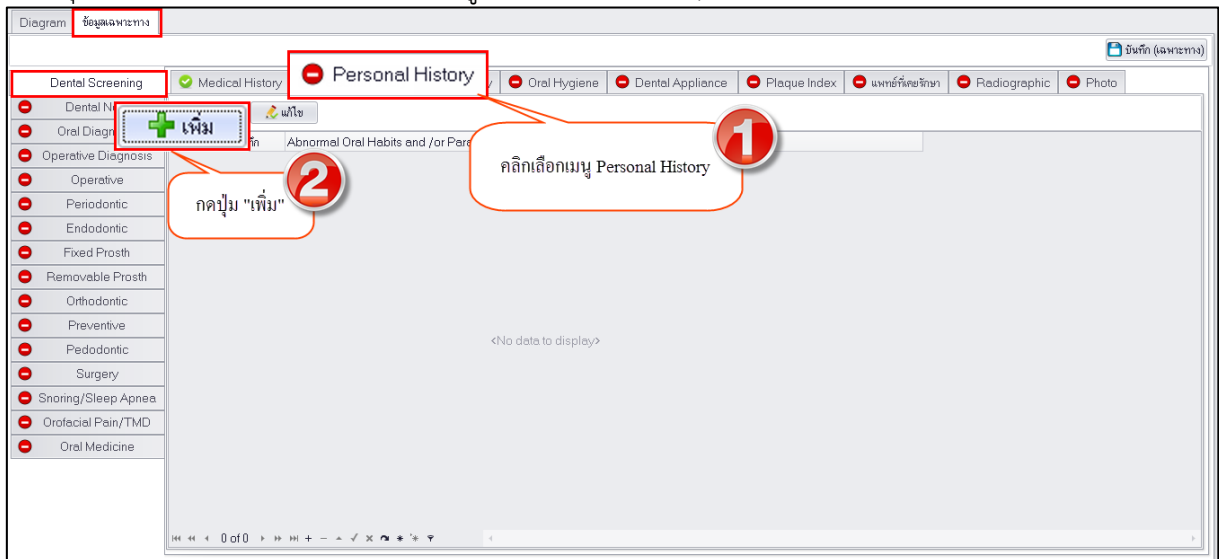 Diagram ข้อมูลเฉพาะทาง
บันทึก (เฉพาะทาง)
Dental Screening
Medical History Personal History y Oral Hygiene Dental Appliance Plaque Index แพทย์ที่เคยรักษา Radiographic Photo
Dental N
เพิ่ม แก้ไข
Oral Diagn
Abnormal Oral Habits and /or Para
1
คลิกเลือกเมนู Personal History
Operative Diagnosis
2
กดปุ่ม "เพิ่ม"
Operative
Periodontic
Endodontic
Fixed Prosth
Removable Prosth
Orthodontic
Preventive
<No data to display>
Pedodontic
Surgery
Snoring/Sleep Apnea
Orofacial Pain/TMD
Oral Medicine
0 of 0